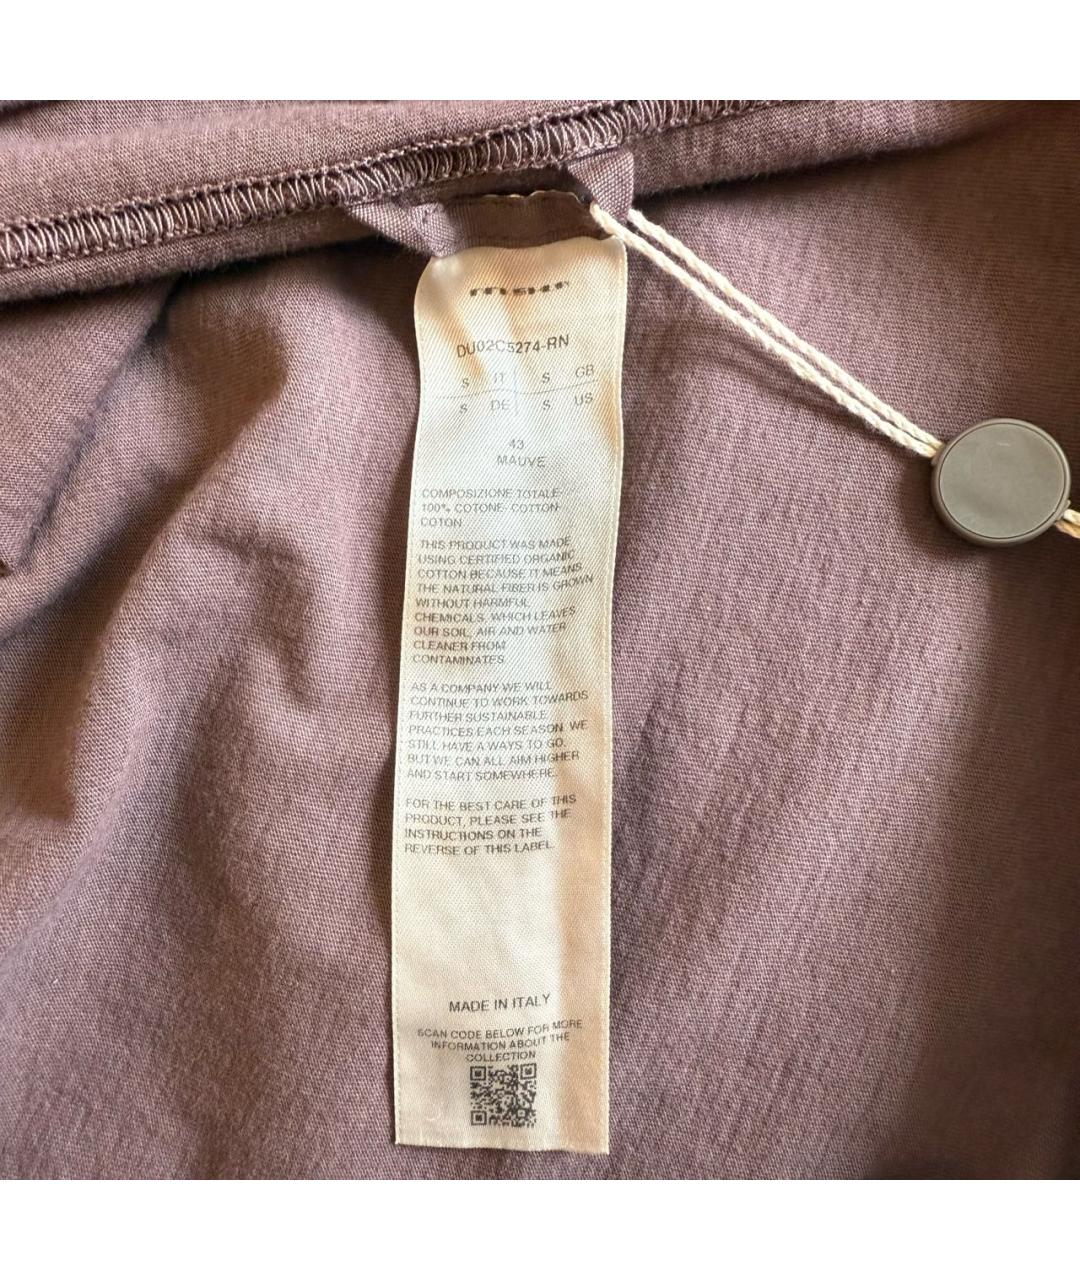 DU02C5274-RN
S IT S GB
S DE S US
43
MAUVE
COMPOSIZIONE TOTALE-
100% COTONE- COTTON-
COTON
THIS PRODUCT WAS MADE
USING CERTIFIED ORGANIC
COTTON BECAUSE IT MEANS
THE NATURAL FIBER IS GROWN
WITHOUT HARMFUL
CHEMICALS, WHICH LEAVES
OUR SOIL, AIR AND WATER
CLEANER FROM
CONTAMINATES.
AS A COMPANY WE WILL
CONTINUE TO WORK TOWARDS
FURTHER SUSTAINABLE
PRACTICES EACH SEASON. WE
STILL HAVE A WAYS TO GO,
BUT WE CAN ALL AIM HIGHER
AND START SOMEWHERE.
FOR THE BEST CARE OF THIS
PRODUCT, PLEASE SEE THE
INSTRUCTIONS ON THE
REVERSE OF THIS LABEL.
MADE IN ITALY
SCAN CODE BELOW FOR MORE
INFORMATION ABOUT THE
COLLECTION